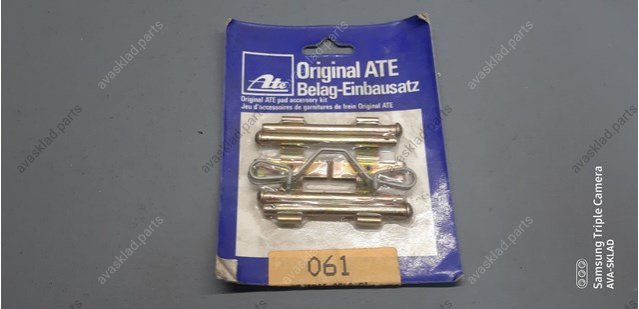 Ate
Original ATE
Belag-Einbausatz
Original ATE pad accessory kit
Jeu d'accessoires de garnitures de frein Original ATE
061
Samsung Triple Camera
AVA-SKLAD
avasklad.parts